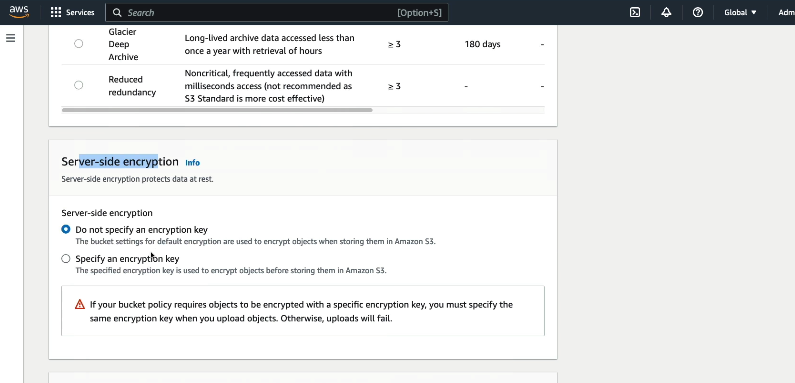 aws
Services
Search
[Option+S]
Global
Adm
Glacier
Deep
Archive
Long-lived archive data accessed less than
once a year with retrieval of hours
≥ 3
180 days
-
Reduced
redundancy
Noncritical, frequently accessed data with
milliseconds access (not recommended as
S3 Standard is more cost effective)
≥ 3
-
-
Server-side encryption Info
Server-side encryption protects data at rest.
Server-side encryption
Do not specify an encryption key
The bucket settings for default encryption are used to encrypt objects when storing them in Amazon S3.
Specify an encryption key
The specified encryption key is used to encrypt objects before storing them in Amazon S3.
If your bucket policy requires objects to be encrypted with a specific encryption key, you must specify the
same encryption key when you upload objects. Otherwise, uploads will fail.